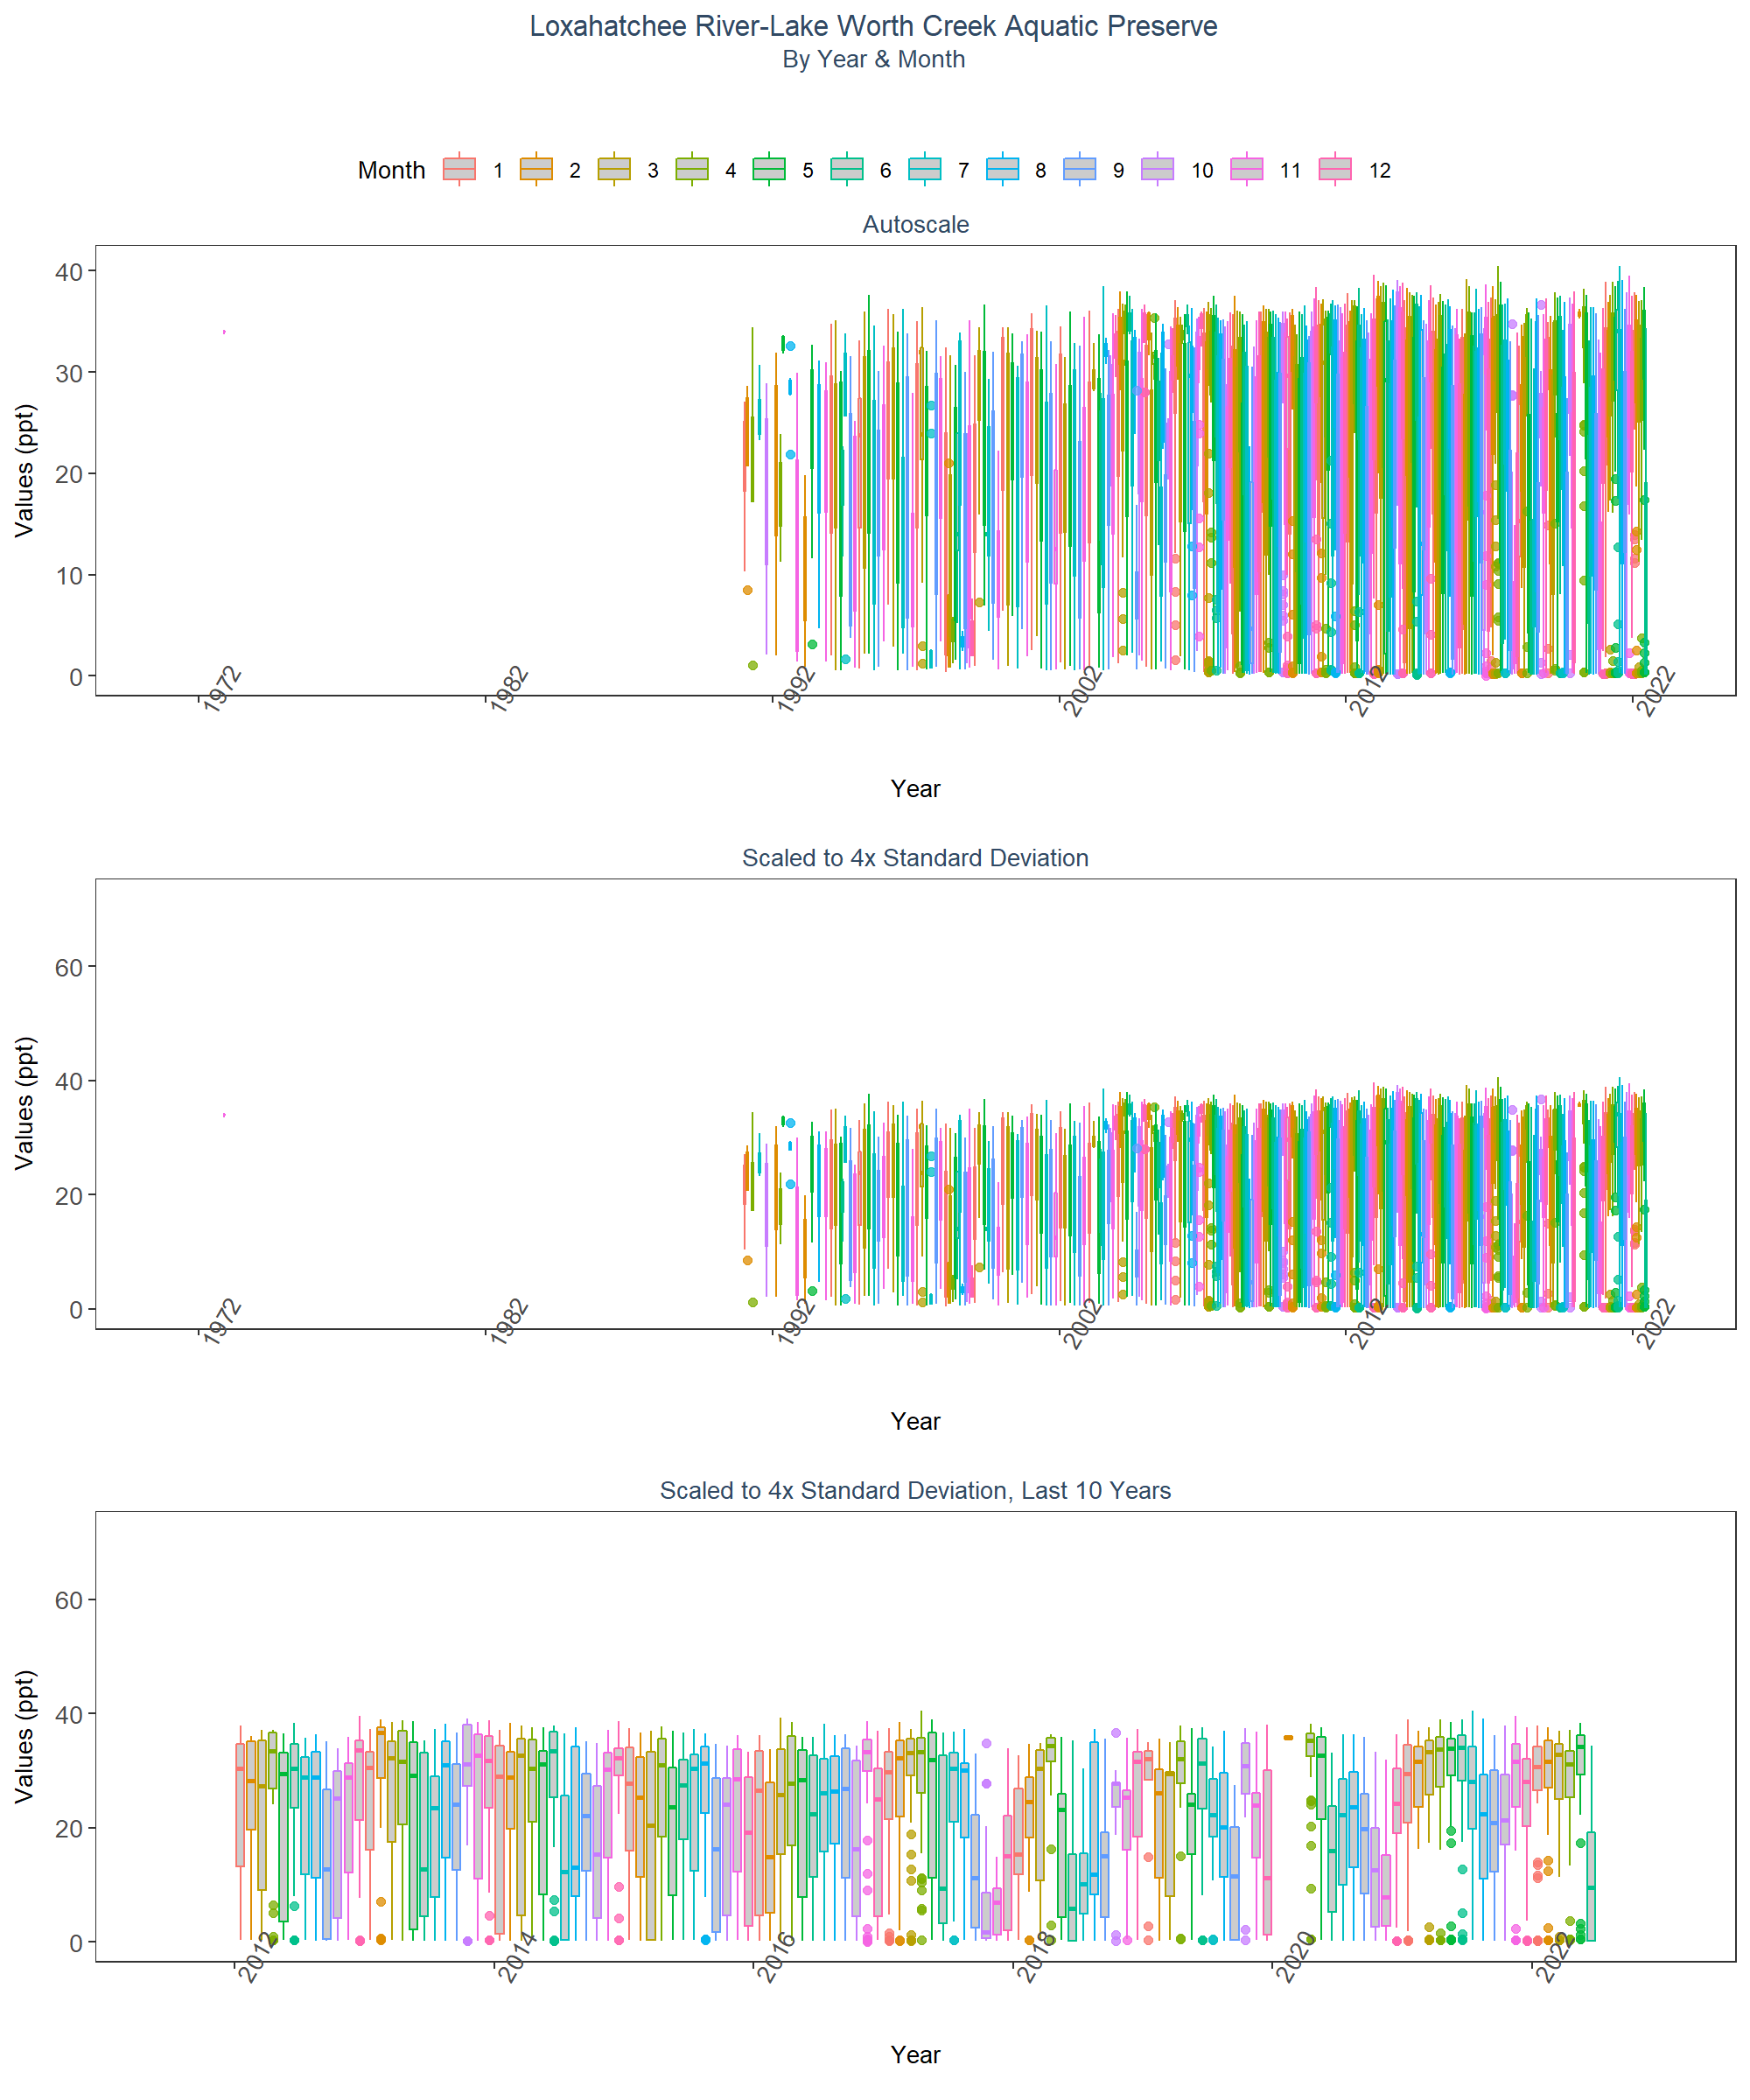 Loxahatchee River-Lake Worth Creek Aquatic Preserve
By Year & Month
Month 1 2 3 4 5 6 7 8 9 10 11 12
Autoscale
Values (ppt)
40
30
20
10
0
1972 1982 1992 2002 2012 2022
Year
Scaled to 4x Standard Deviation
Values (ppt)
60
40
20
0
1972 1982 1992 2002 2012 2022
Year
Scaled to 4x Standard Deviation, Last 10 Years
Values (ppt)
60
40
20
0
2012 2014 2016 2018 2020 2022
Year